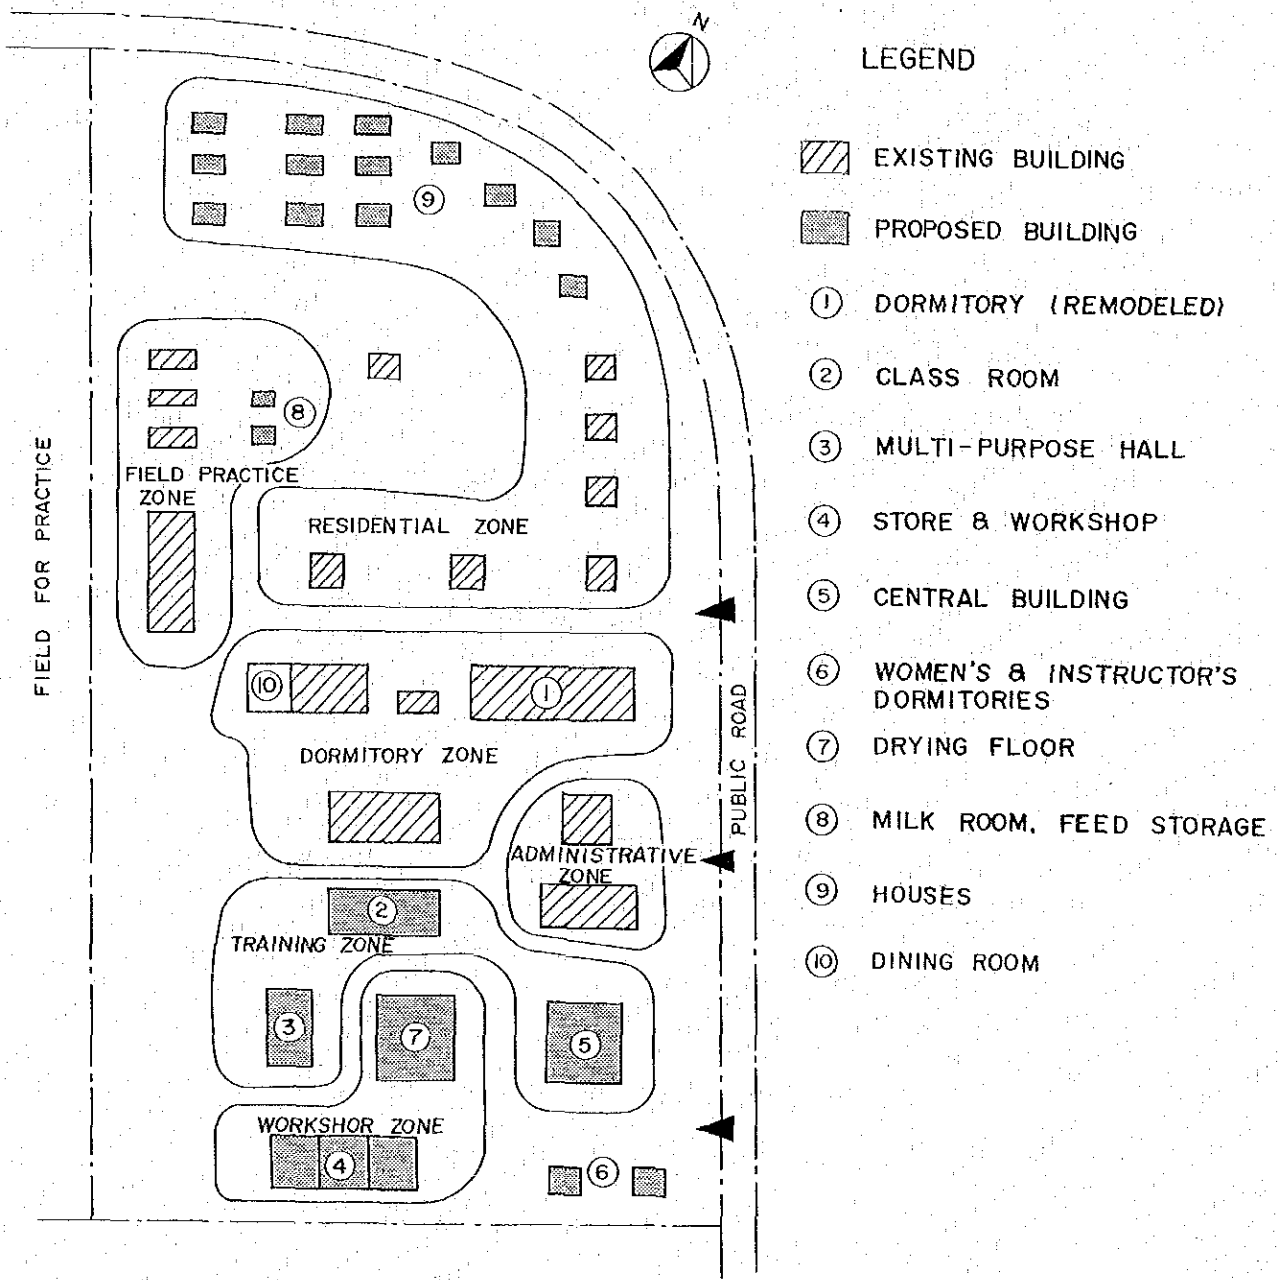 N
LEGEND
EXISTING BUILDING
PROPOSED BUILDING
1 DORMITORY (REMODELED)
2 CLASS ROOM
3 MULTI-PURPOSE HALL
4 STORE & WORKSHOP
5 CENTRAL BUILDING
6 WOMEN'S & INSTRUCTOR'S
DORMITORIES
7 DRYING FLOOR
8 MILK ROOM. FEED STORAGE
9 HOUSES
10 DINING ROOM
9
8
FIELD PRACTICE
ZONE
RESIDENTIAL ZONE
FIELD FOR PRACTICE
10
1
DORMITORY ZONE
PUBLIC ROAD
ADMINISTRATIVE
ZONE
2
TRAINING ZONE
3
7
5
WORKSHOR ZONE
4
6